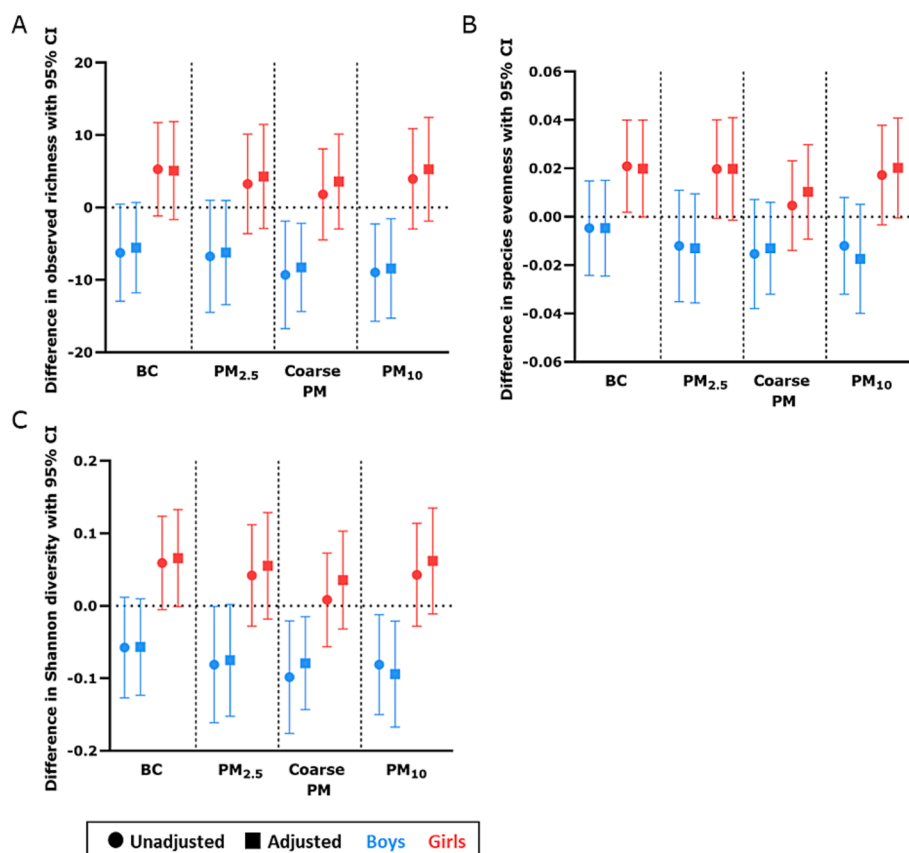 A
Difference in observed richness with 95% CI
20
10
0
-10
-20
BC
PM2.5
Coarse
PM
PM10
B
Difference in species evenness with 95% CI
0.06
0.04
0.02
0.00
-0.02
-0.04
-0.06
BC
PM2.5
Coarse
PM
PM10
C
Difference in Shannon diversity with 95% CI
0.2
0.1
0.0
-0.1
-0.2
BC
PM2.5
Coarse
PM
PM10
Unadjusted Adjusted Boys Girls